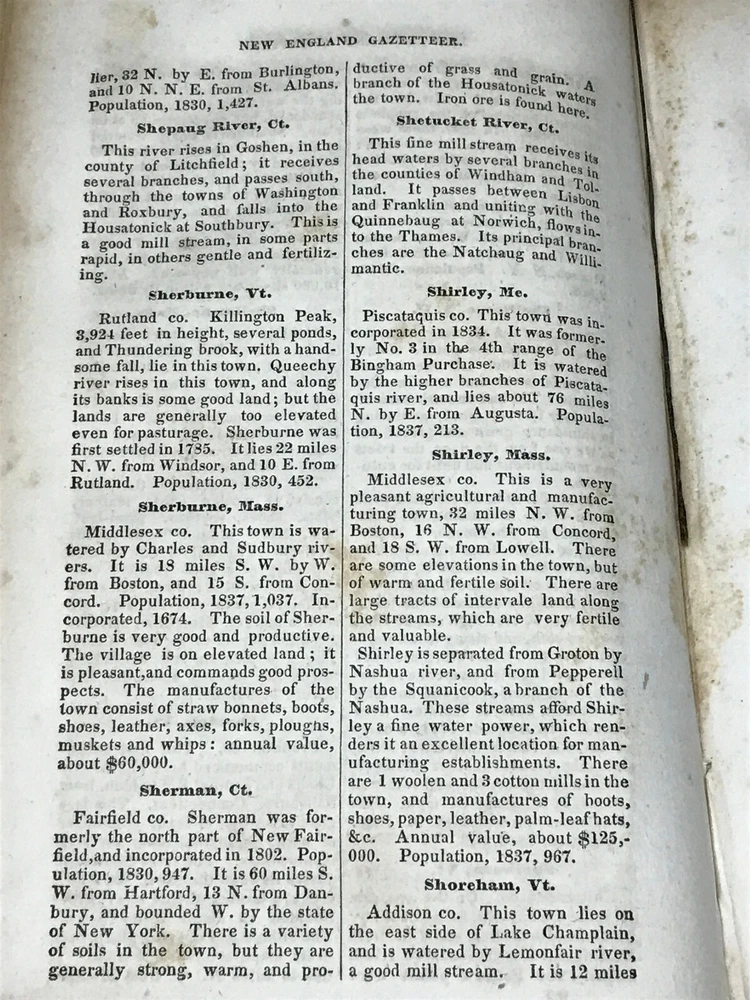 NEW ENGLAND GAZETTEER.
lier, 32 N. by E. from Burlington,
and 10 N. N. E. from St. Albans.
Population, 1830, 1,427.
Shepaug River, Ct.
This river rises in Goshen, in the
county of Litchfield; it receives
several branches, and passes south,
through the towns of Washington
and Roxbury, and falls into the
Housatonick at Southbury. This is
a good mill stream, in some parts
rapid, in others gentle and fertiliz-
ing.
Sherburne, Vt.
Rutland co. Killington Peak,
3,924 feet in height, several ponds,
and Thundering brook, with a hand-
some fall, lie in this town. Queechy
river rises in this town, and along
its banks is some good land; but the
lands are generally too elevated
even for pasturage. Sherburne was
first settled in 1785. It lies 22 miles
N. W. from Windsor, and 10 E. from
Rutland. Population, 1830, 452.
Sherburne, Mass.
Middlesex co. This town is wa-
tered by Charles and Sudbury riv-
ers. It is 18 miles S. W. by W.
from Boston, and 15 S. from Con-
cord. Population, 1837, 1,037. In-
corporated, 1674. The soil of Sher-
burne is very good and productive.
The village is on elevated land; it
is pleasant, and commands good pros-
pects. The manufactures of the
town consist of straw bonnets, boots,
shoes, leather, axes, forks, ploughs,
muskets and whips: annual value,
about $60,000.
Sherman, Ct.
Fairfield co. Sherman was for-
merly the north part of New Fair-
field, and incorporated in 1802. Pop-
ulation, 1830, 947. It is 60 miles S.
W. from Hartford, 13 N. from Dan-
bury, and bounded W. by the state
of New York. There is a variety
of soils in the town, but they are
generally strong, warm, and pro-
ductive of grass and grain. A
branch of the Housatonick waters
the town. Iron ore is found here.
Shetucket River, Ct.
This fine mill stream receives its
head waters by several branches in
the counties of Windham and Tol-
land. It passes between Lisbon
and Franklin and uniting with the
Quinnebaug at Norwich, flows in-
to the Thames. Its principal bran-
ches are the Natchaug and Willi-
mantic.
Shirley, Me.
Piscataquis co. This town was in-
corporated in 1834. It was former-
ly No. 3 in the 4th range of the
Bingham Purchase. It is watered
by the higher branches of Piscata-
quis river, and lies about 76 miles
N. by E. from Augusta. Popula-
tion, 1837, 213.
Shirley, Mass.
Middlesex co. This is a very
pleasant agricultural and manufac-
turing town, 32 miles N. W. from
Boston, 16 N. W. from Concord,
and 18 S. W. from Lowell. There
are some elevations in the town, but
of warm and fertile soil. There are
large tracts of intervale land along
the streams, which are very fertile
and valuable.
Shirley is separated from Groton by
Nashua river, and from Pepperell
by the Squanicook, a branch of the
Nashua. These streams afford Shir-
ley a fine water power, which ren-
ders it an excellent location for man-
ufacturing establishments. There
are 1 woolen and 3 cotton mills in the
town, and manufactures of boots,
shoes, paper, leather, palm-leaf hats,
&c. Annual value, about $125,-
000. Population, 1837, 967.
Shoreham, Vt.
Addison co. This town lies on
the east side of Lake Champlain,
and is watered by Lemonfair river,
a good mill stream. It is 12 miles